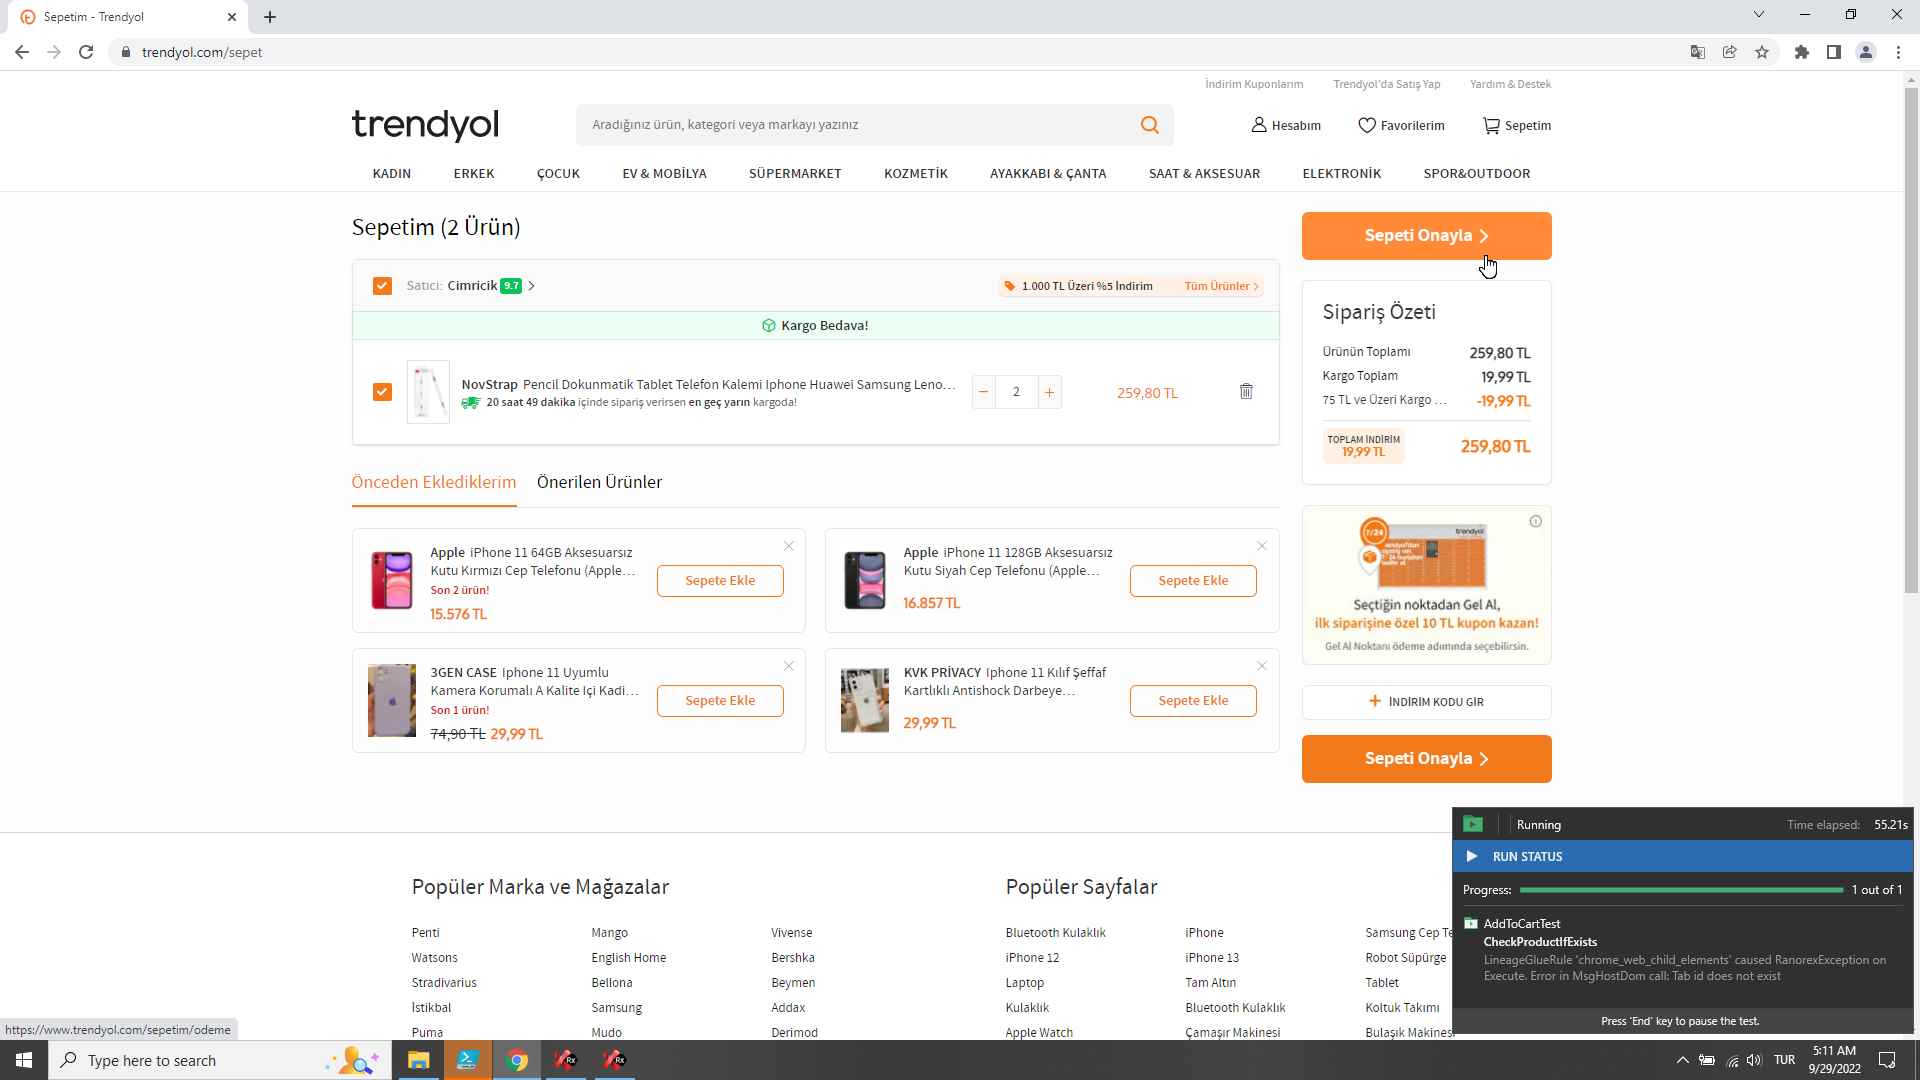 Sepetim - Trendyol
trendyol.com/sepet
İndirim Kuponlarım
Trendyol'da Satış Yap
Yardım & Destek
trendyol
Aradığınız ürün, kategori veya markayı yazınız
Hesabım
Favorilerim
Sepetim
KADIN
ERKEK
ÇOCUK
EV & MOBİLYA
SÜPERMARKET
KOZMETİK
AYAKKABI & ÇANTA
SAAT & AKSESUAR
ELEKTRONİK
SPOR&OUTDOOR
Sepetim (2 Ürün)
Satıcı: Cimricik 9.7
1.000 TL Üzeri %5 İndirim
Tüm Ürünler
Kargo Bedava!
NovStrap Pencil Dokunmatik Tablet Telefon Kalemi Iphone Huawei Samsung Leno...
20 saat 49 dakika içinde sipariş verirsen en geç yarın kargoda!
− 2 +
259,80 TL
Sepeti Onayla
Sipariş Özeti
Ürünün Toplamı 259,80 TL
Kargo Toplam 19,99 TL
75 TL ve Üzeri Kargo ... -19,99 TL
TOPLAM İNDİRİM
19,99 TL
259,80 TL
Önceden Eklediklerim
Önerilen Ürünler
Apple iPhone 11 64GB Aksesuarsız
Kutu Kırmızı Cep Telefonu (Apple...
Son 2 ürün!
15.576 TL
Sepete Ekle
Apple iPhone 11 128GB Aksesuarsız
Kutu Siyah Cep Telefonu (Apple...
16.857 TL
Sepete Ekle
3GEN CASE Iphone 11 Uyumlu
Kamera Korumalı A Kalite Içi Kadi...
Son 1 ürün!
74,90 TL 29,99 TL
Sepete Ekle
KVK PRİVACY Iphone 11 Kılıf Şeffaf
Kartlıklı Antishock Darbeye...
29,99 TL
Sepete Ekle
7/24
trendyol
Seçtiğin noktadan Gel Al,
ilk siparişine özel 10 TL kupon kazan!
Gel Al Noktanı ödeme adımında seçebilirsin.
+ İNDİRİM KODU GİR
Sepeti Onayla
Popüler Marka ve Mağazalar
Penti
Mango
Vivense
Watsons
English Home
Bershka
Stradivarius
Bellona
Beymen
İstikbal
Samsung
Addax
Puma
Mudo
Derimod
Popüler Sayfalar
Bluetooth Kulaklık
iPhone
Samsung Cep Te
iPhone 12
iPhone 13
Robot Süpürge
Laptop
Tam Altın
Tablet
Kulaklık
Bluetooth Kulaklık
Koltuk Takımı
Apple Watch
Çamaşır Makinesi
Bulaşık Makines
Running
Time elapsed: 55.21s
RUN STATUS
Progress: 1 out of 1
AddToCartTest
CheckProductIfExists
LineageGlueRule 'chrome_web_child_elements' caused RanorexException on
Execute. Error in MsgHostDom call: Tab id does not exist
Press 'End' key to pause the test.
https://www.trendyol.com/sepetim/odeme
Type here to search
Rx
Rx
TUR
5:11 AM
9/29/2022